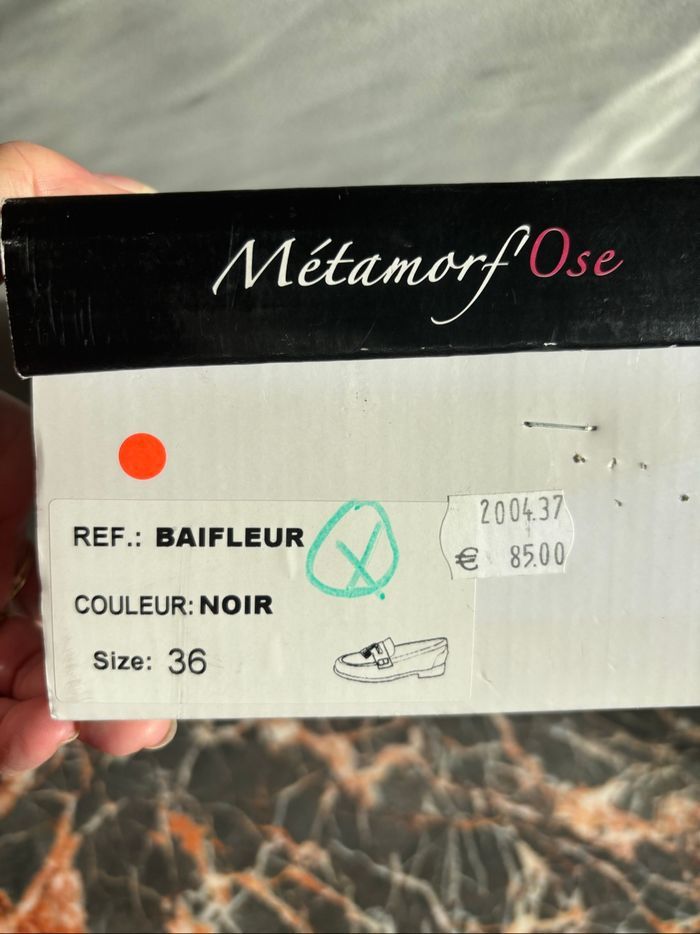 Métamorf'Ose
REF.: BAIFLEUR
X
COULEUR: NOIR
Size: 36
2004.37
€ 85.00